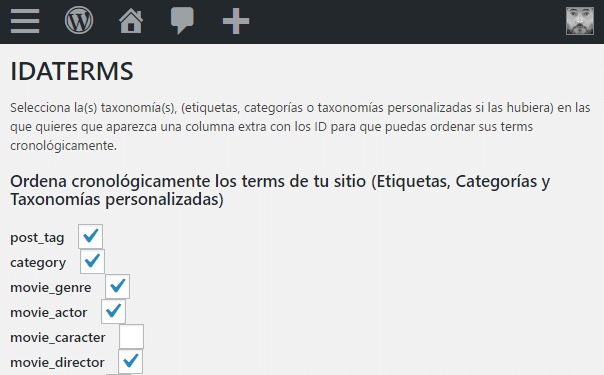 IDATERMS
Selecciona la(s) taxonomía(s), (etiquetas, categorías o taxonomías personalizadas si las hubiera) en las
que quieres que aparezca una columna extra con los ID para que puedas ordenar sus terms
cronológicamente.
Ordena cronológicamente los terms de tu sitio (Etiquetas, Categorías y
Taxonomías personalizadas)
post_tag
category
movie_genre
movie_actor
movie_caracter
movie_director